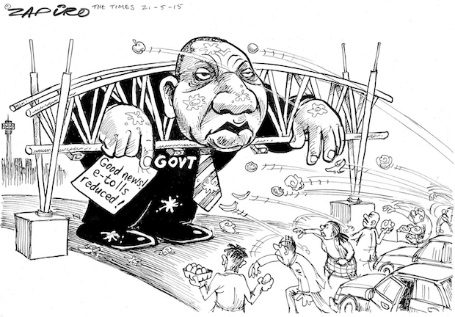 © ZAPIRO THE TIMES 21-5-15
GOVT
Good news!
e-tolls
reduced!!